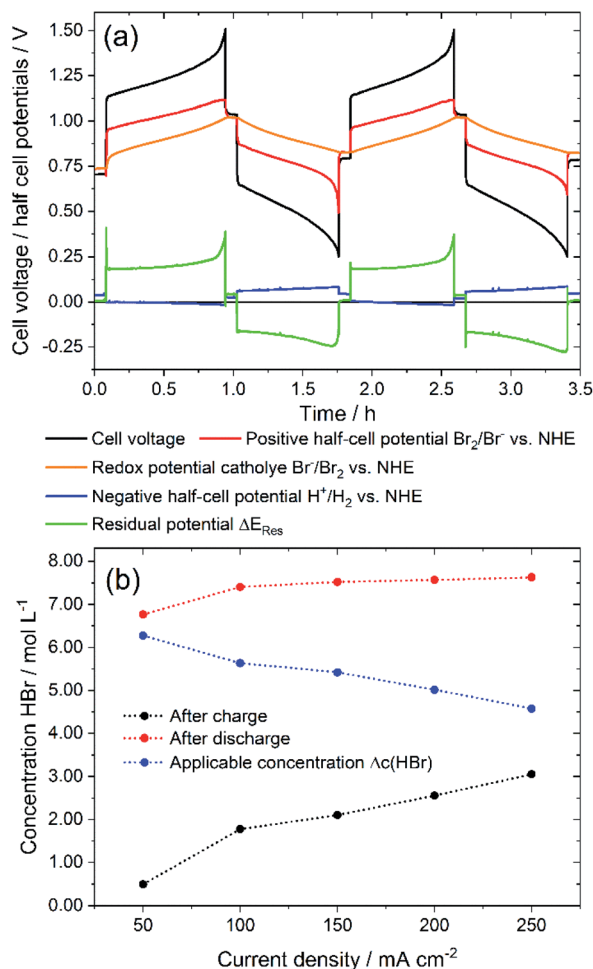 (a)
Cell voltage / half cell potentials / V
1.50
1.25
1.00
0.75
0.50
0.25
0.00
-0.25
0.0 0.5 1.0 1.5 2.0 2.5 3.0 3.5
Time / h
Cell voltage Positive half-cell potential Br₂/Br⁻ vs. NHE
Redox potential catholye Br⁻/Br₂ vs. NHE
Negative half-cell potential H⁺/H₂ vs. NHE
Residual potential ΔE_Res
(b)
Concentration HBr / mol L⁻¹
8.00
7.00
6.00
5.00
4.00
3.00
2.00
1.00
0.00
After charge
After discharge
Applicable concentration Δc(HBr)
50 100 150 200 250
Current density / mA cm⁻²